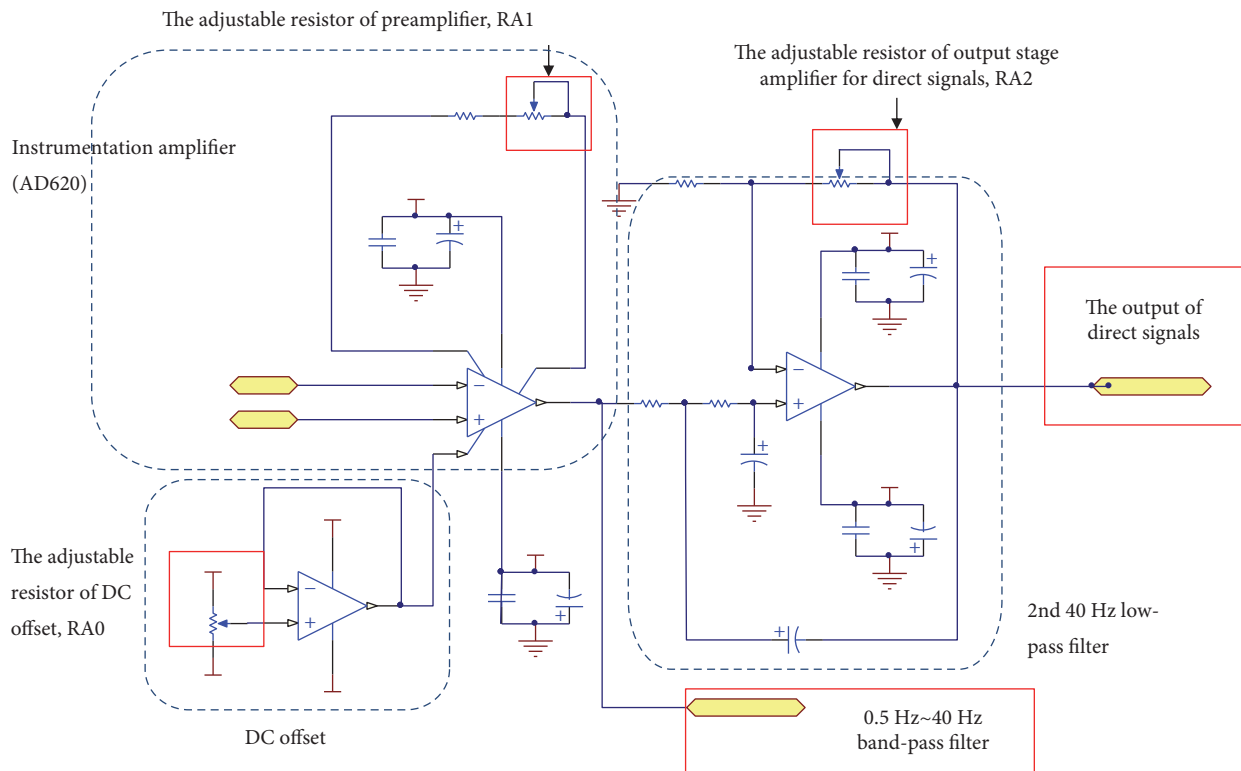 The adjustable resistor of preamplifier, RA1
The adjustable resistor of output stage
amplifier for direct signals, RA2
Instrumentation amplifier
(AD620)
+
+
−
+
−
+
The output of
direct signals
+
+
The adjustable
resistor of DC
offset, RA0
−
+
+
+
2nd 40 Hz low-
pass filter
DC offset
0.5 Hz~40 Hz
band-pass filter